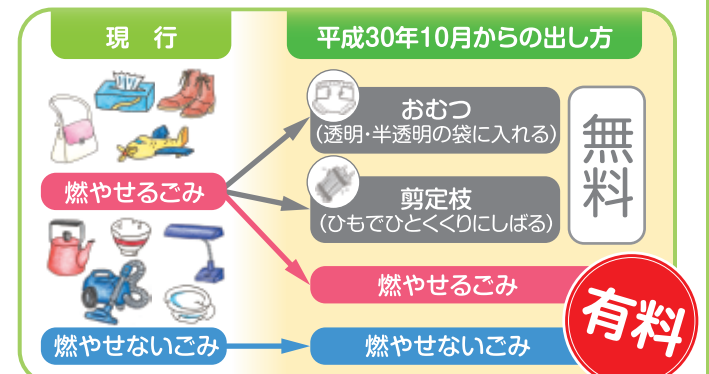 現 行
平成30年10月からの出し方
おむつ
(透明・半透明の袋に入れる)
無料
燃やせるごみ
剪定枝
(ひもでひとくくりにしばる)
燃やせるごみ
有料
燃やせないごみ
燃やせないごみ